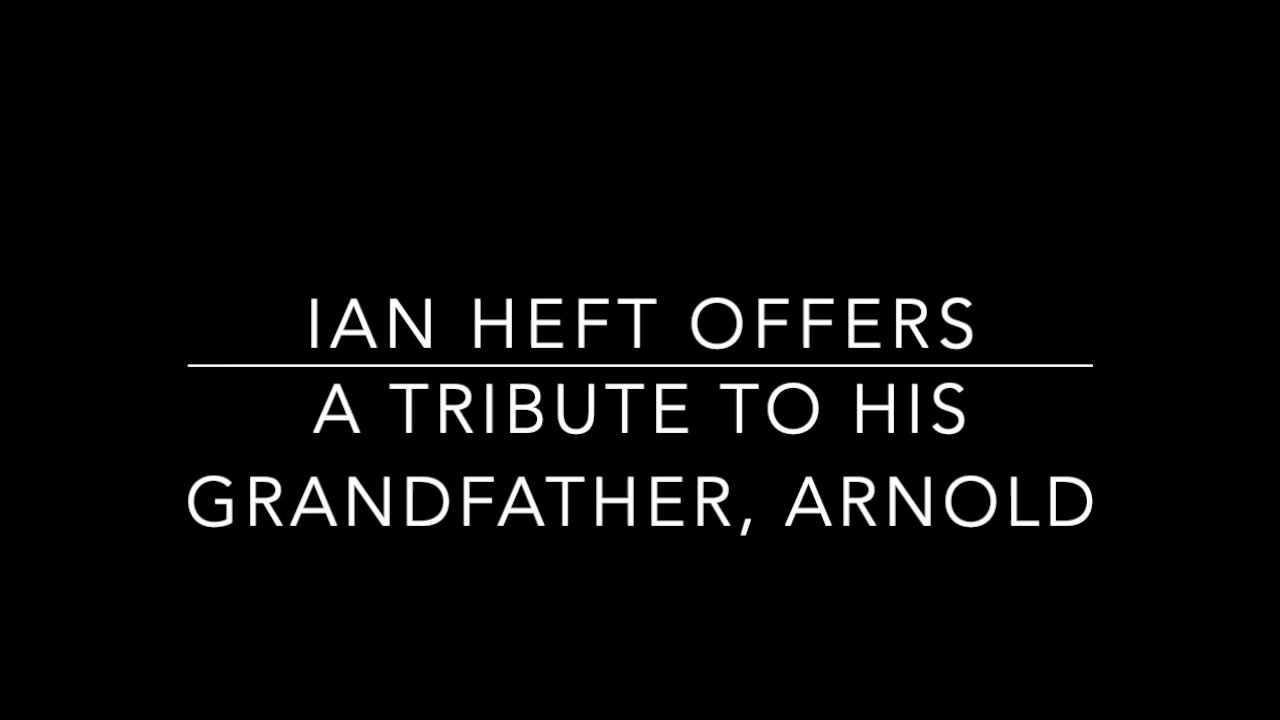 IAN HEFT OFFERS
A TRIBUTE TO HIS
GRANDFATHER, ARNOLD